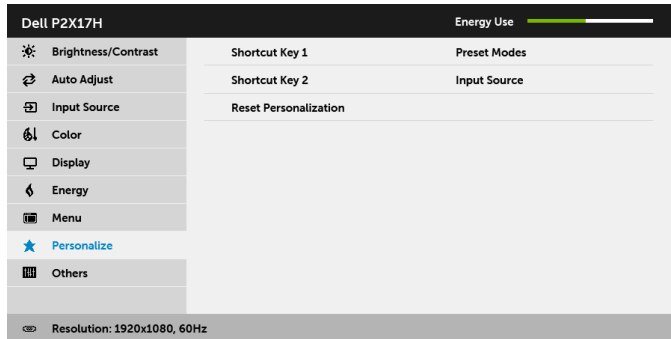 Dell P2X17H Energy Use
Brightness/Contrast Shortcut Key 1 Preset Modes
Auto Adjust Shortcut Key 2 Input Source
Input Source Reset Personalization
Color
Display
Energy
Menu
Personalize
Others
Resolution: 1920x1080, 60Hz